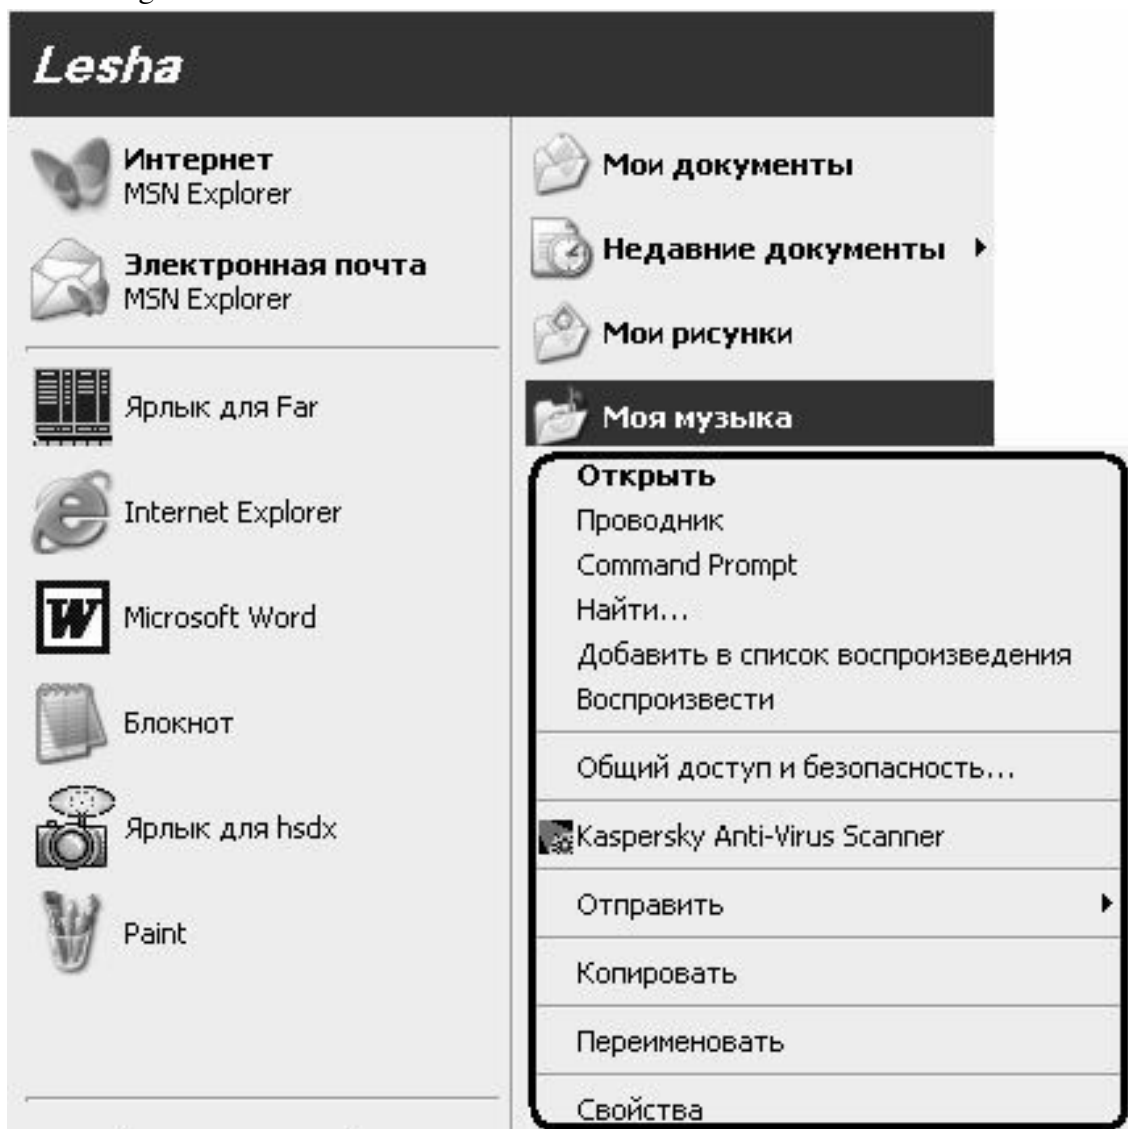 Lesha
Интернет
MSN Explorer
Электронная почта
MSN Explorer
Ярлык для Far
Internet Explorer
Microsoft Word
Блокнот
Ярлык для hsdx
Paint
Мои документы
Недавние документы
Мои рисунки
Моя музыка
Открыть
Проводник
Command Prompt
Найти...
Добавить в список воспроизведения
Воспроизвести
Общий доступ и безопасность...
Kaspersky Anti-Virus Scanner
Отправить
Копировать
Переименовать
Свойства